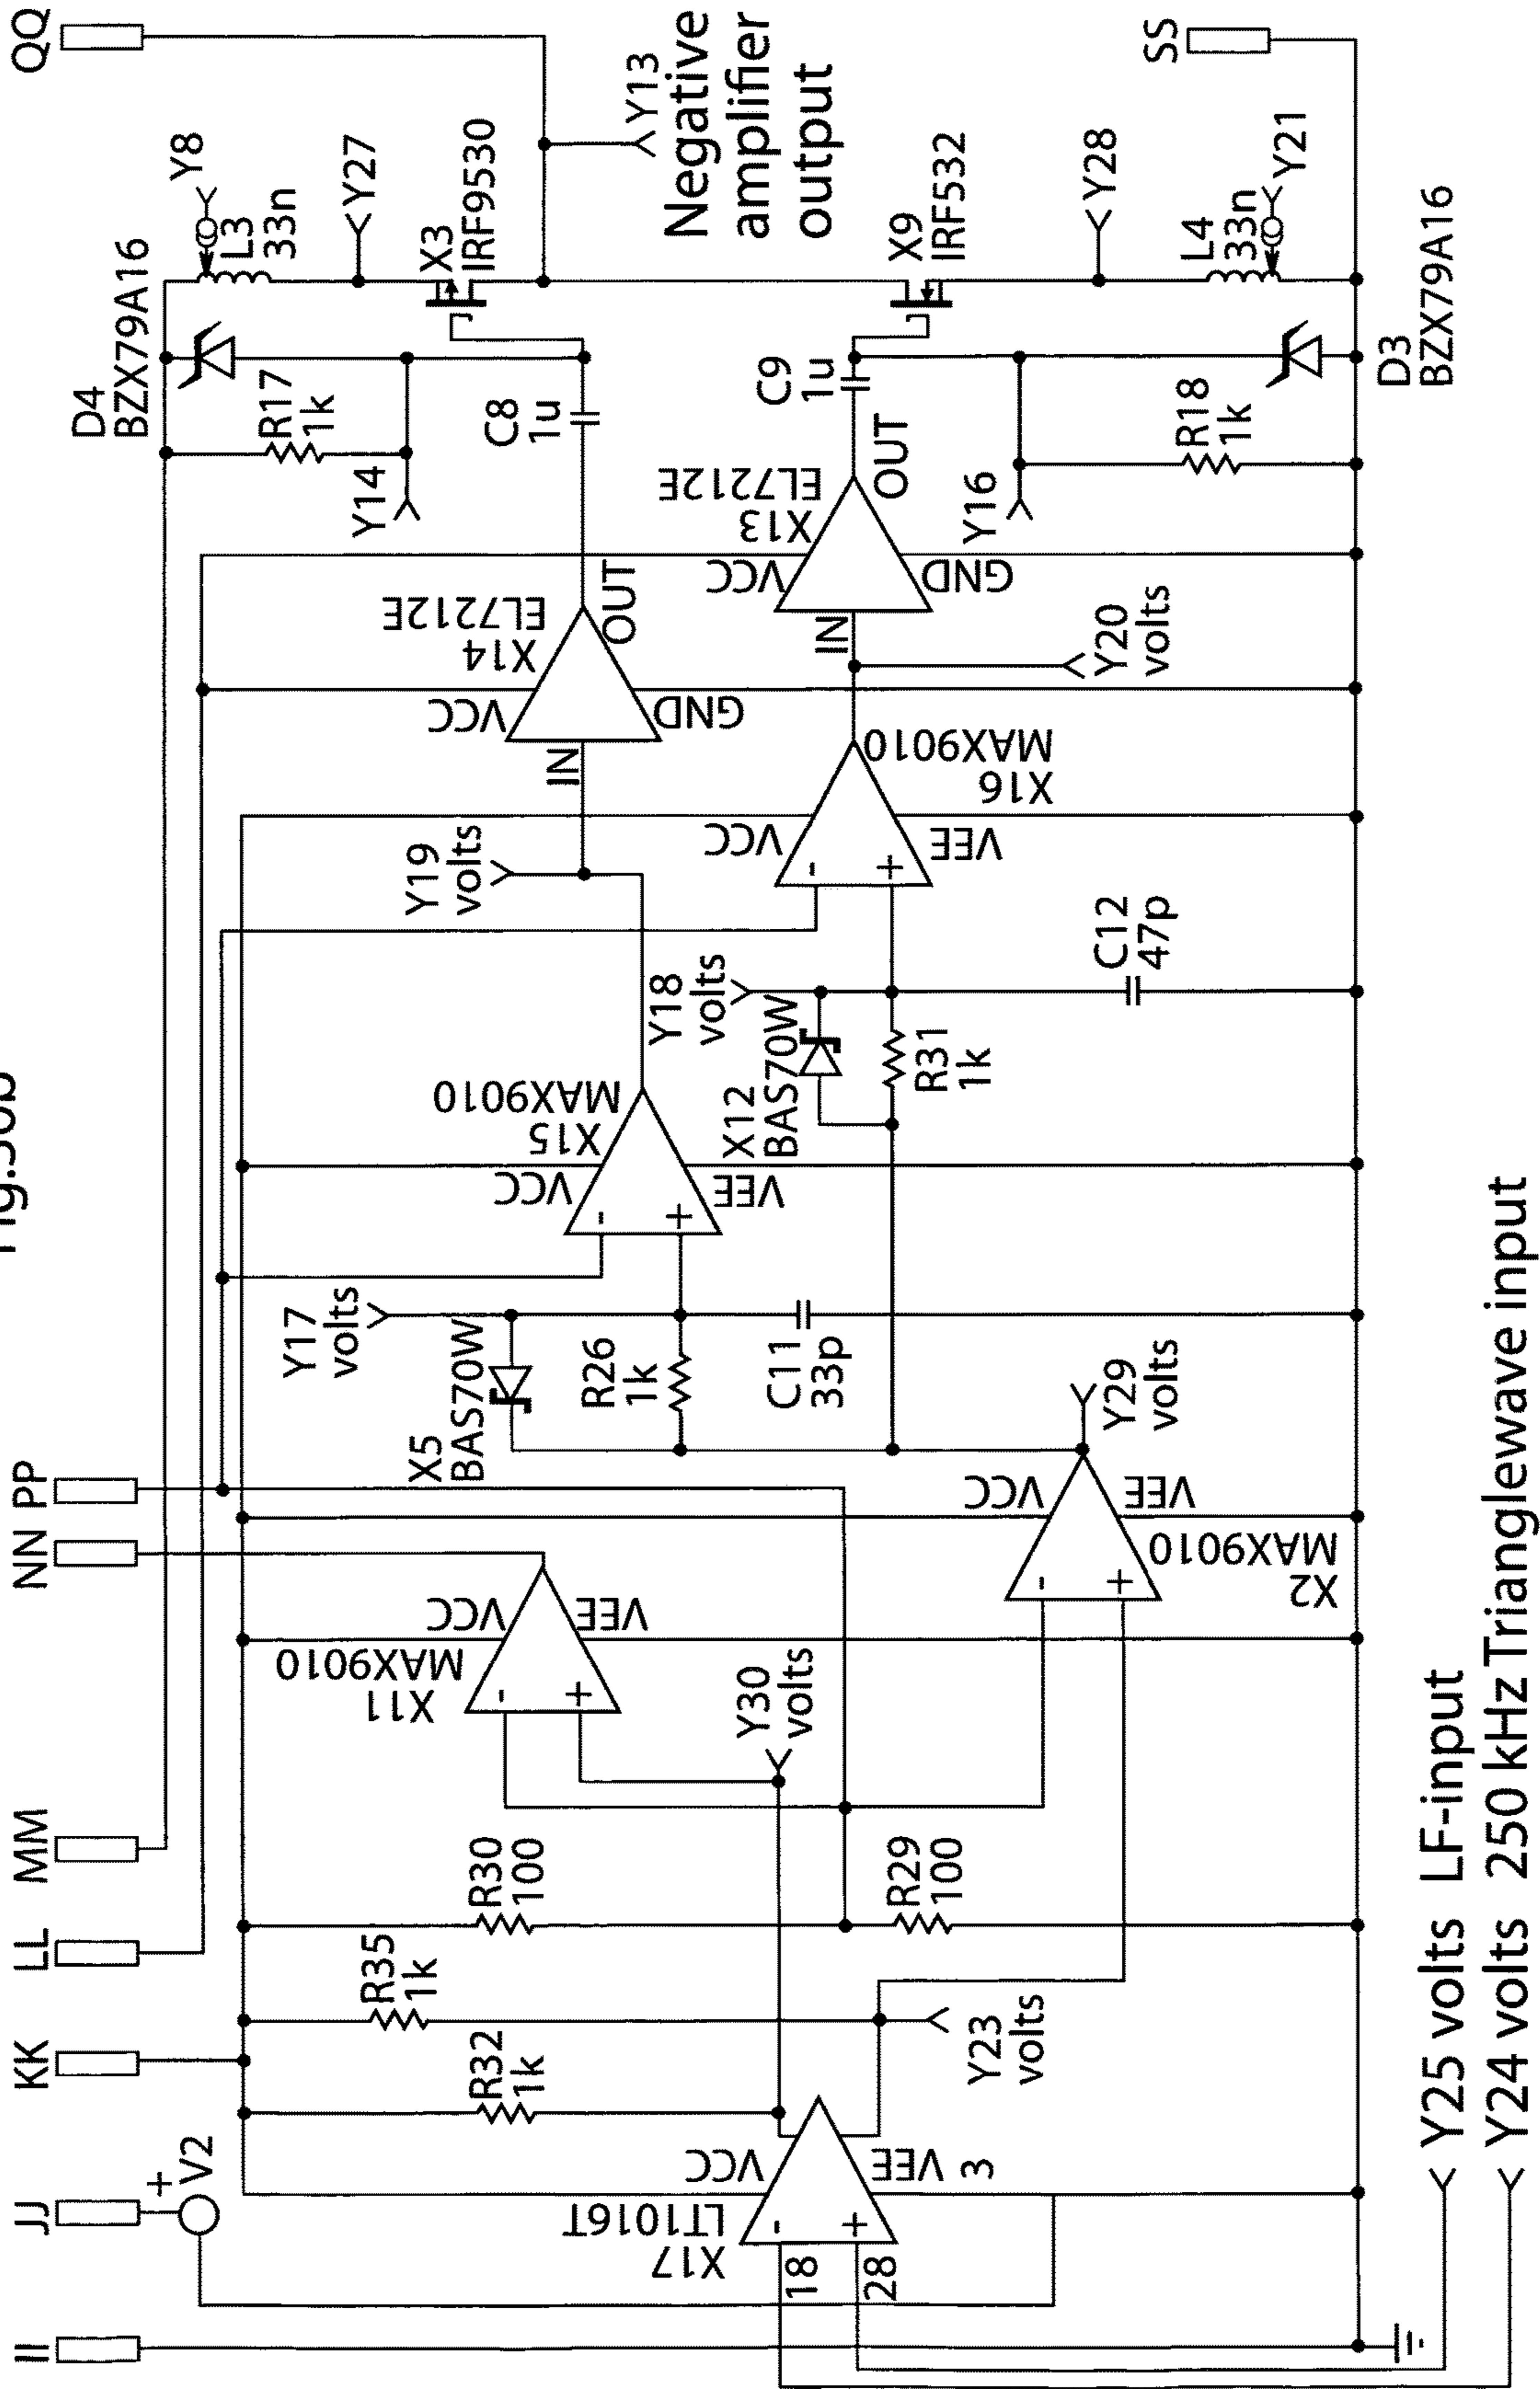 Fig.30b
II
JJ
KK
LL
MM
NN
PP
QQ
SS
+
V2
R32
1k
R35
1k
R30
100
R29
100
X17
LT1016T
VCC
VEE
3
-
+
18
28
Y23
volts
Y30
volts
X11
MAX9010
VCC
VEE
-
+
X2
MAX9010
VCC
VEE
-
+
Y29
volts
X5
BAS70W
R26
1k
Y17
volts
C11
33p
X15
MAX9010
VCC
VEE
-
+
X12
BAS70W
R31
1k
Y18
volts
C12
47p
X16
MAX9010
VCC
VEE
-
+
Y19
volts
Y20
volts
X14
EL7212E
VCC
GND
IN
OUT
X13
EL7212E
VCC
GND
IN
OUT
C8
1u
C9
1u
Y14
Y16
R17
1k
R18
1k
D4
BZX79A16
D3
BZX79A16
L3
33n
Y8
Y27
X3
IRF9530
Y13
Negative
amplifier
output
X9
IRF532
Y28
L4
33n
Y21
Y25 volts LF-input
Y24 volts 250 kHz Trianglewave input